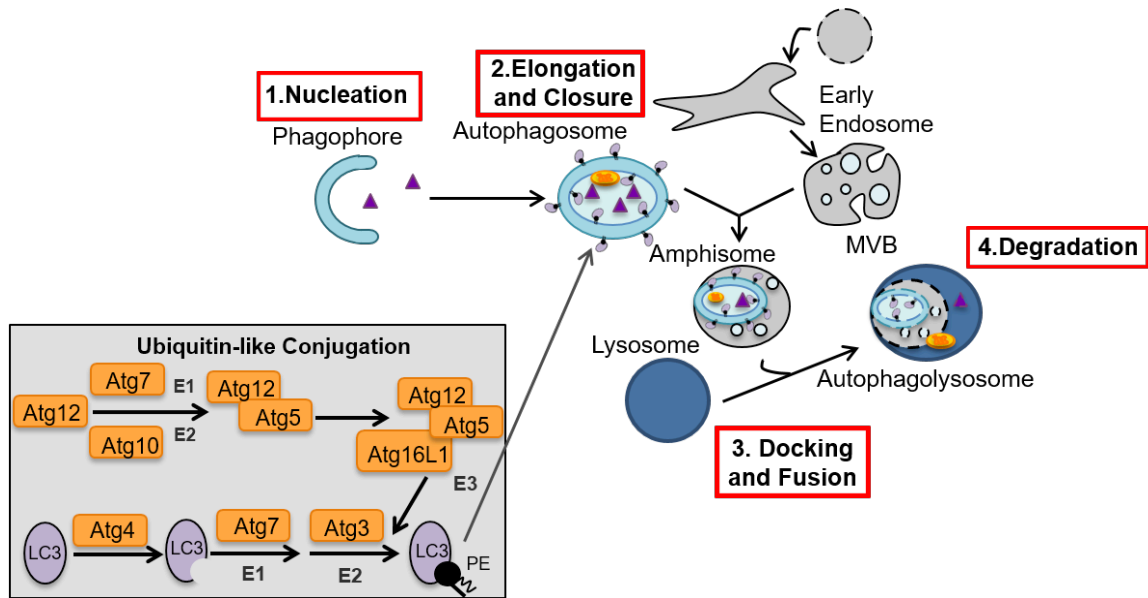 1.Nucleation
Phagophore
2.Elongation
and Closure
Autophagosome
Early
Endosome
MVB
Amphisome
Lysosome
3. Docking
and Fusion
4.Degradation
Autophagolysosome
Ubiquitin-like Conjugation
Atg12
Atg7
E1
E2
Atg10
Atg12
Atg5
Atg12
Atg5
Atg16L1
E3
LC3
Atg4
LC3
Atg7
E1
Atg3
E2
LC3
PE